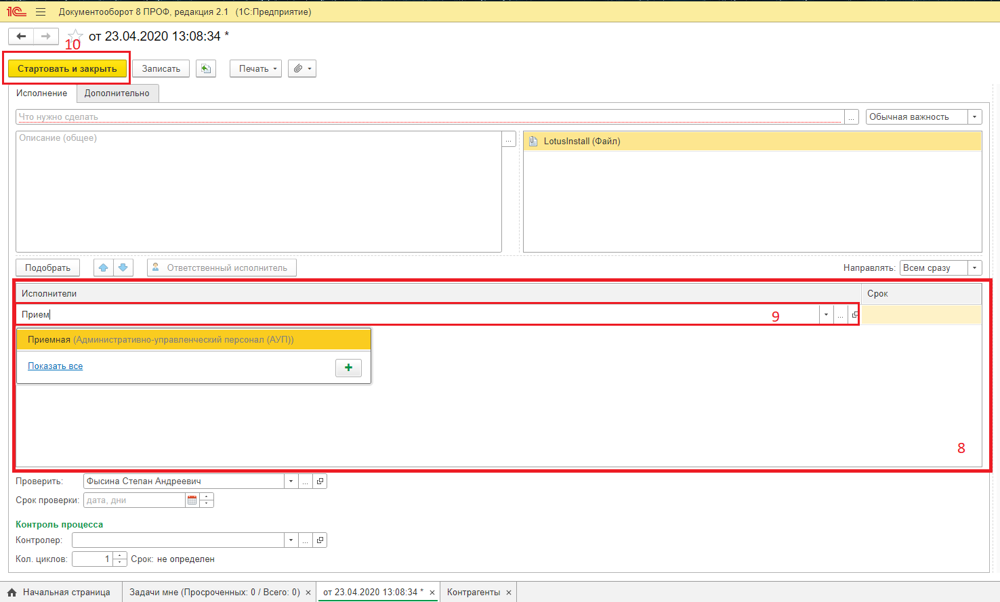 1С Документооборот 8 ПРОФ, редакция 2.1 (1С:Предприятие)
от 23.04.2020 13:08:34 *
10
Стартовать и закрыть Записать Печать
Исполнение Дополнительно
Что нужно сделать ... Обычная важность
Описание (общее) ... LotusInstall (Файл)
Подобрать Ответственный исполнитель Направлять: Всем сразу
Исполнители Срок
Прием 9 ...
Приемная (Административно-управленческий персонал (АУП))
Показать все +
8
Проверить: Фысина Степан Андреевич ...
Срок проверки: дата, дни
Контроль процесса
Контролер: ...
Кол. циклов: 1 Срок: не определен
Начальная страница Задачи мне (Просроченных: 0 / Всего: 0) × от 23.04.2020 13:08:34 * × Контрагенты ×